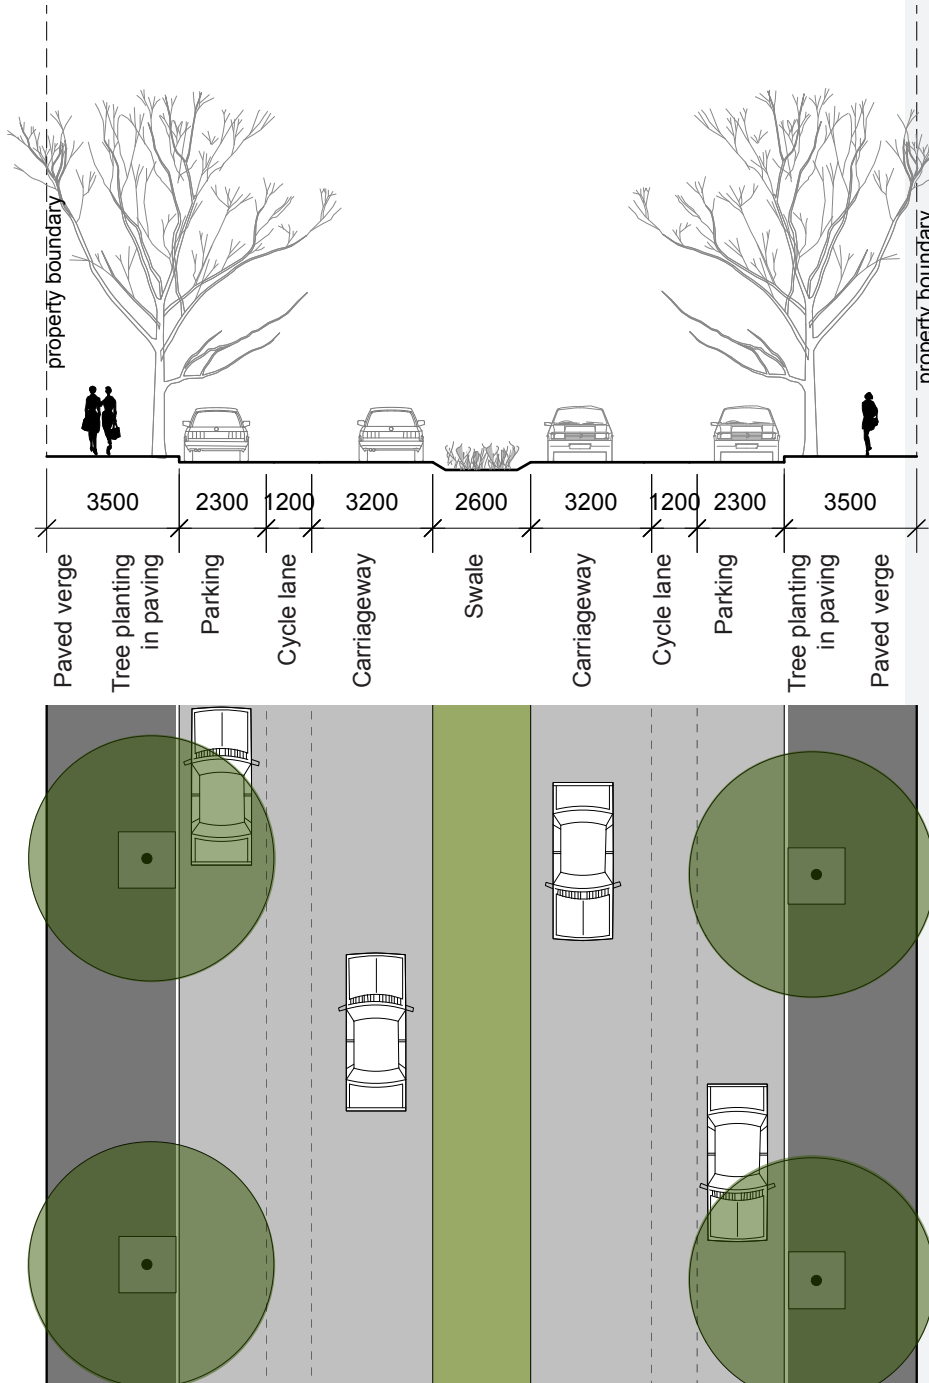 property boundary
property boundary
3500
2300
1200
3200
2600
3200
1200
2300
3500
Paved verge
Tree planting
in paving
Parking
Cycle lane
Carriageway
Swale
Carriageway
Cycle lane
Parking
Tree planting
in paving
Paved verge